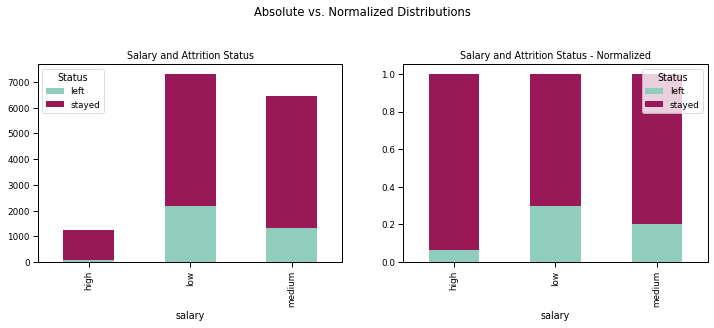 Absolute vs. Normalized Distributions
Salary and Attrition Status
Status
left
stayed
7000
6000
5000
4000
3000
2000
1000
0
high
low
medium
salary
Salary and Attrition Status - Normalized
Status
left
stayed
1.0
0.8
0.6
0.4
0.2
0.0
high
low
medium
salary